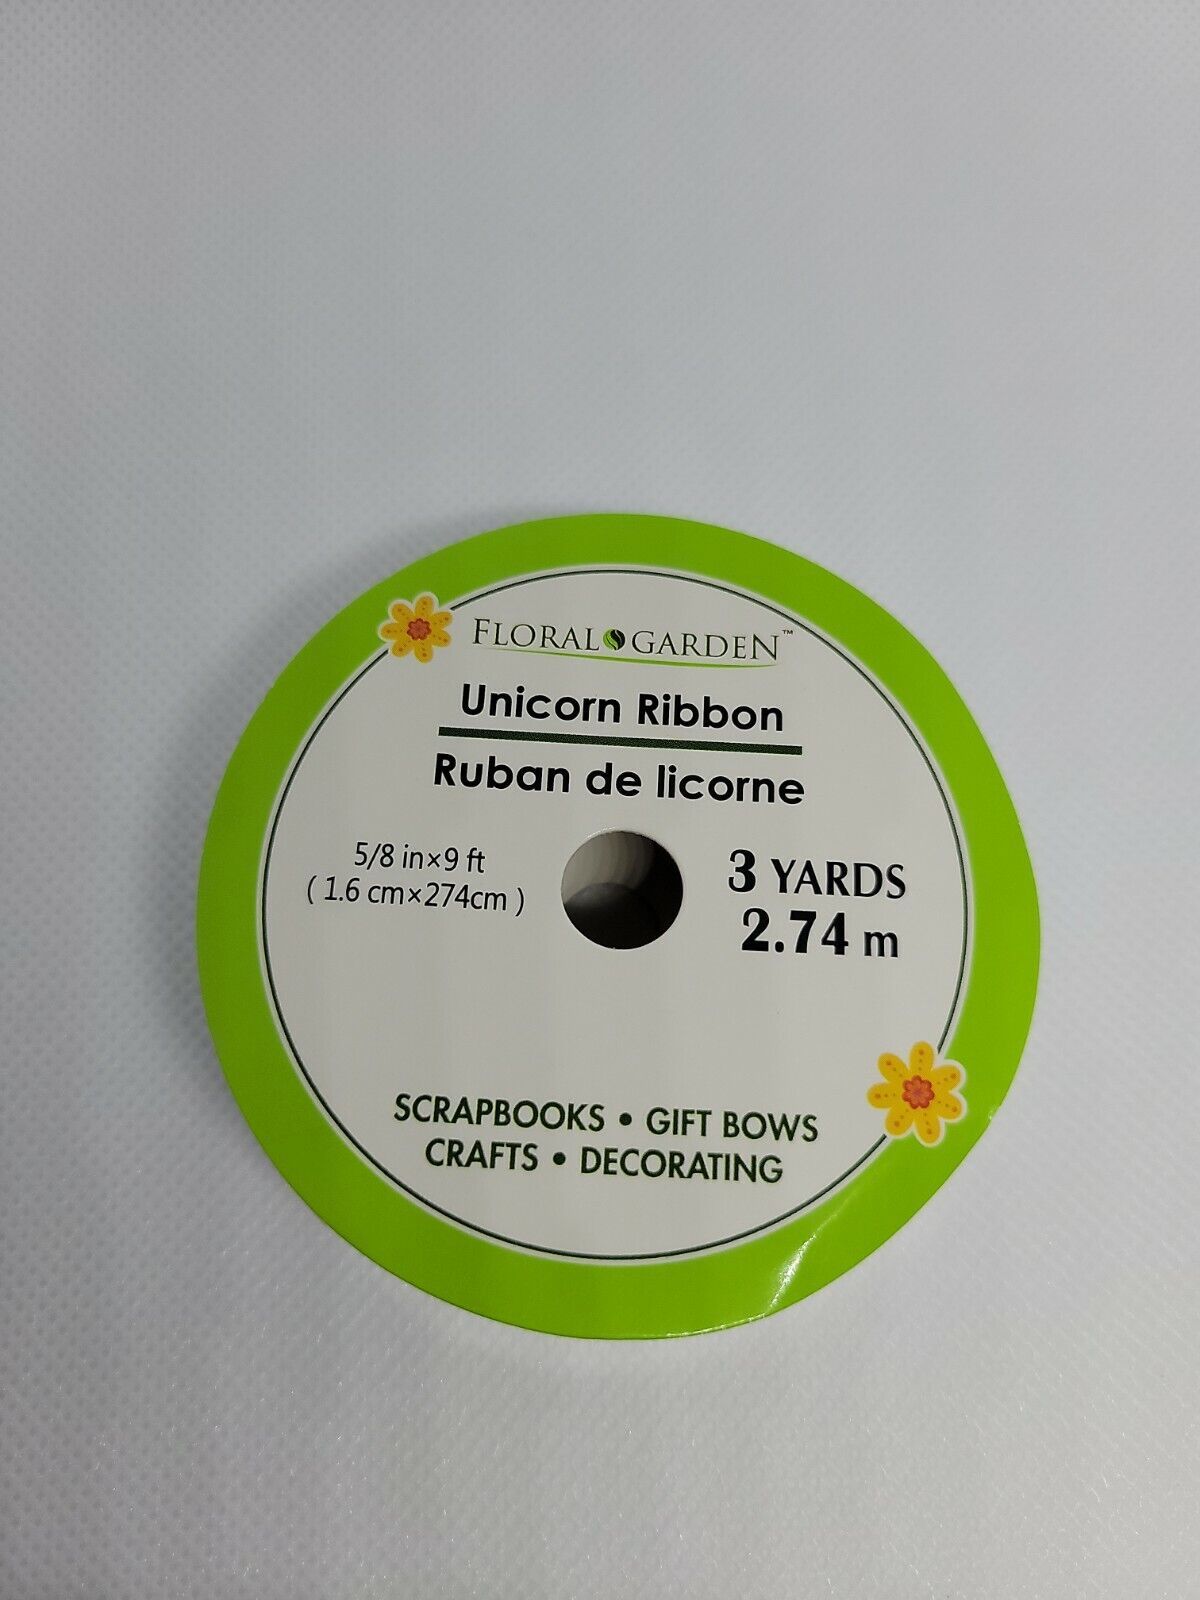 FLORAL GARDEN™
Unicorn Ribbon
Ruban de licorne
5/8 in×9 ft
( 1.6 cm×274cm )
3 YARDS
2.74 m
SCRAPBOOKS • GIFT BOWS
CRAFTS • DECORATING